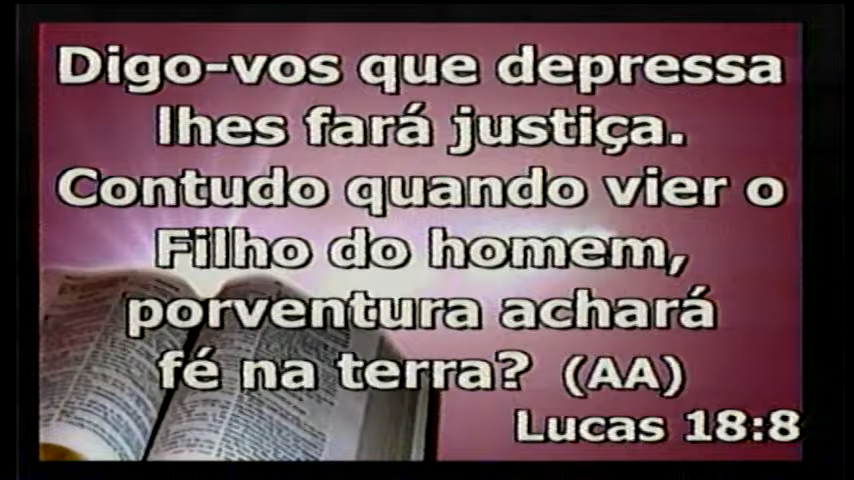 Digo-vos que depressa
lhes fará justiça.
Contudo quando vier o
Filho do homem,
porventura achará
fé na terra? (AA)
Lucas 18:8